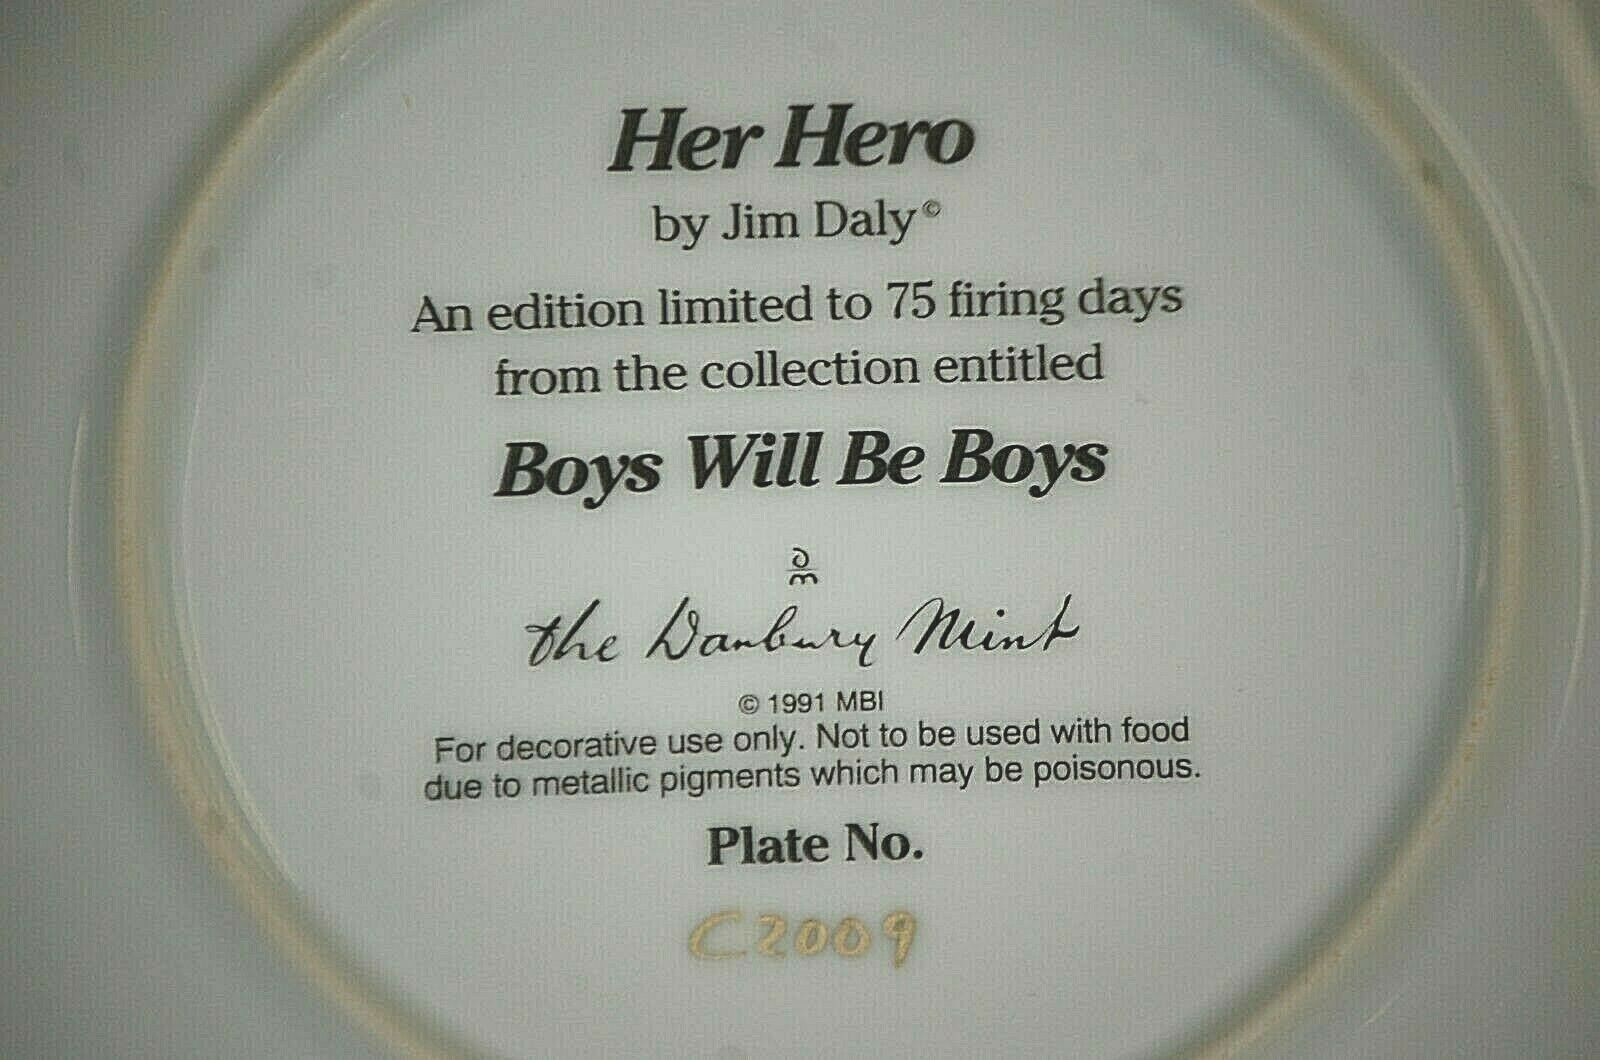 Her Hero
by Jim Daly©
An edition limited to 75 firing days
from the collection entitled
Boys Will Be Boys
dm
the Danbury Mint
© 1991 MBI
For decorative use only. Not to be used with food
due to metallic pigments which may be poisonous.
Plate No.
C2009